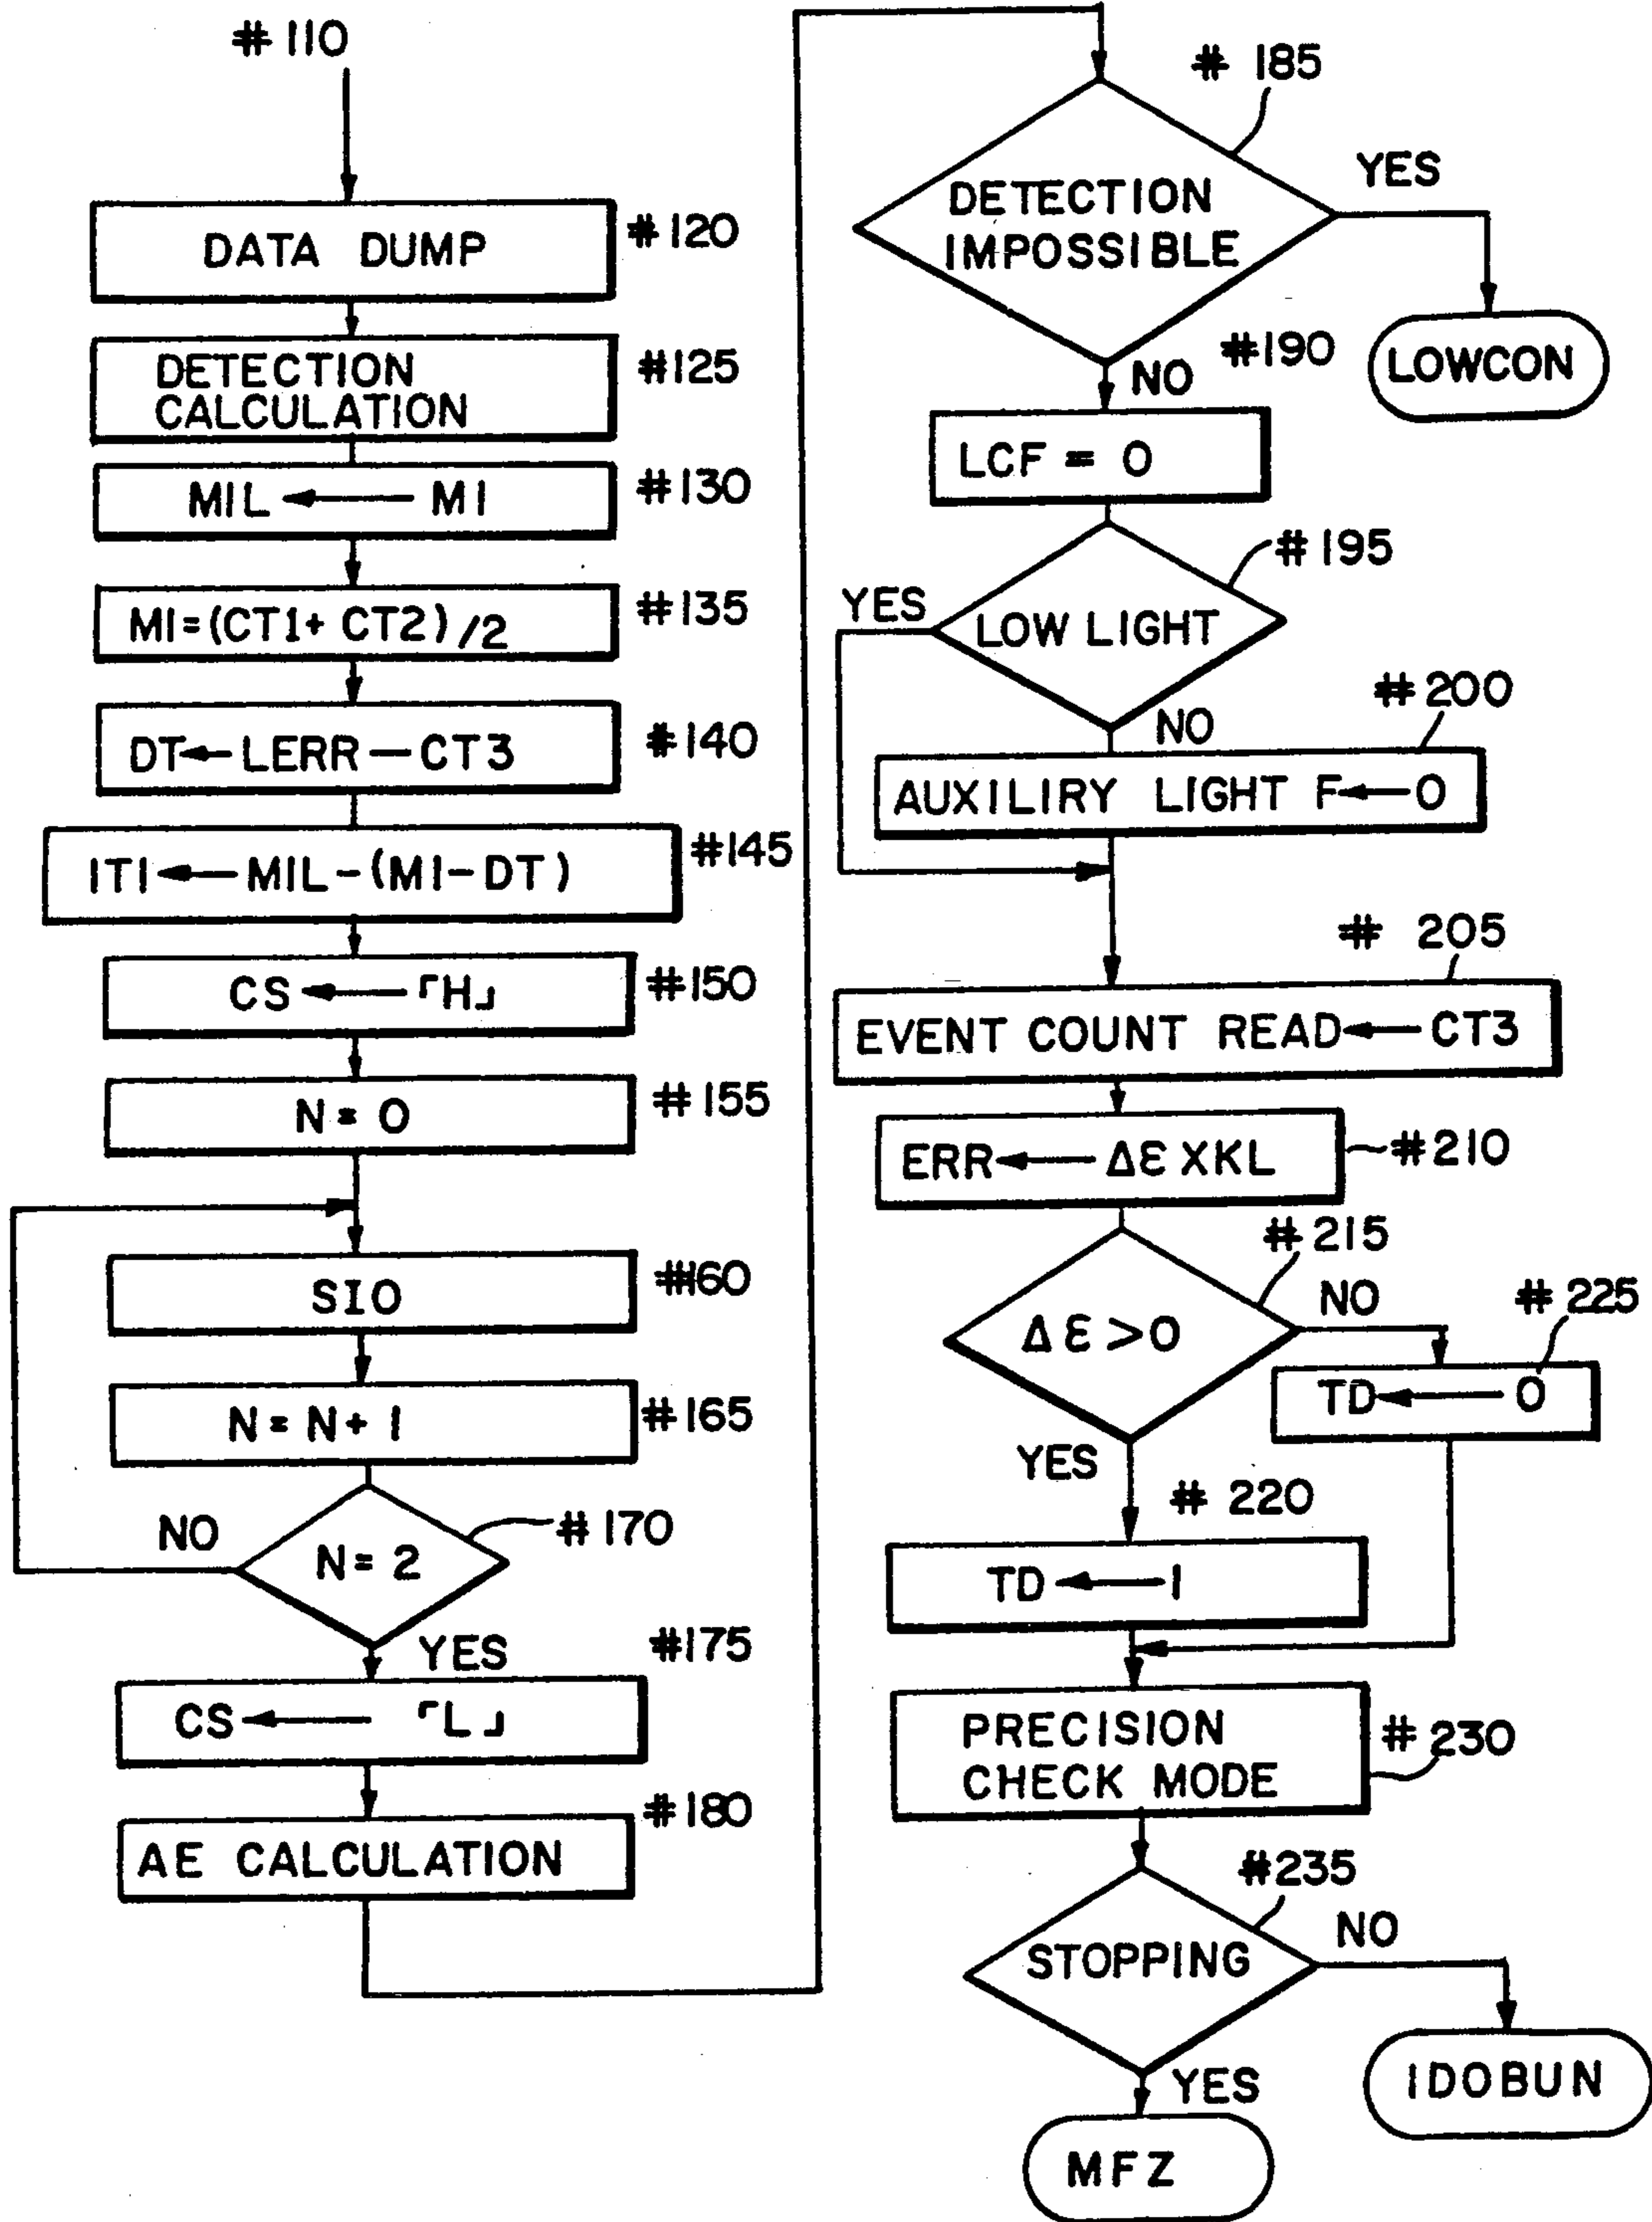 # 110
DATA DUMP
#120
DETECTION
CALCULATION
#125
MIL ← MI
#130
MI=(CT1+ CT2)/2
#135
DT←LERR—CT3
#140
ITI←MIL-(MI-DT)
#145
CS←「H」
#150
N = 0
#155
SIO
#160
N = N + 1
#165
NO
N = 2
#170
YES
#175
CS← 「L」
#180
AE CALCULATION
# 185
DETECTION
IMPOSSIBLE
YES
LOWCON
NO
#190
LCF = 0
#195
YES
LOW LIGHT
NO
#200
AUXILIRY LIGHT F←0
# 205
EVENT COUNT READ←CT3
ERR← ΔεXKL
#210
# 215
Δε>0
NO
# 225
TD←0
YES
# 220
TD←1
PRECISION
CHECK MODE
# 230
#235
STOPPING
NO
IDOBUN
YES
MFZ